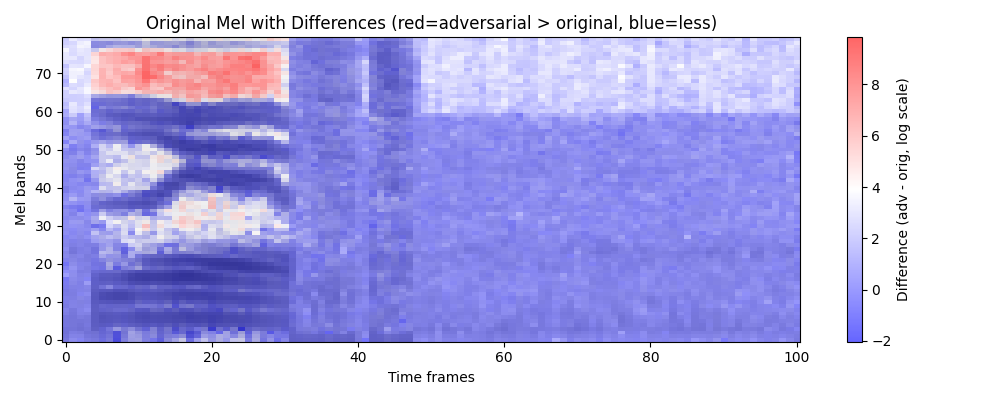 Original Mel with Differences (red=adversarial > original, blue=less)
Mel bands
70
60
50
40
30
20
10
0
0 20 40 60 80 100
Time frames
8
6
4
2
0
−2
Difference (adv - orig, log scale)